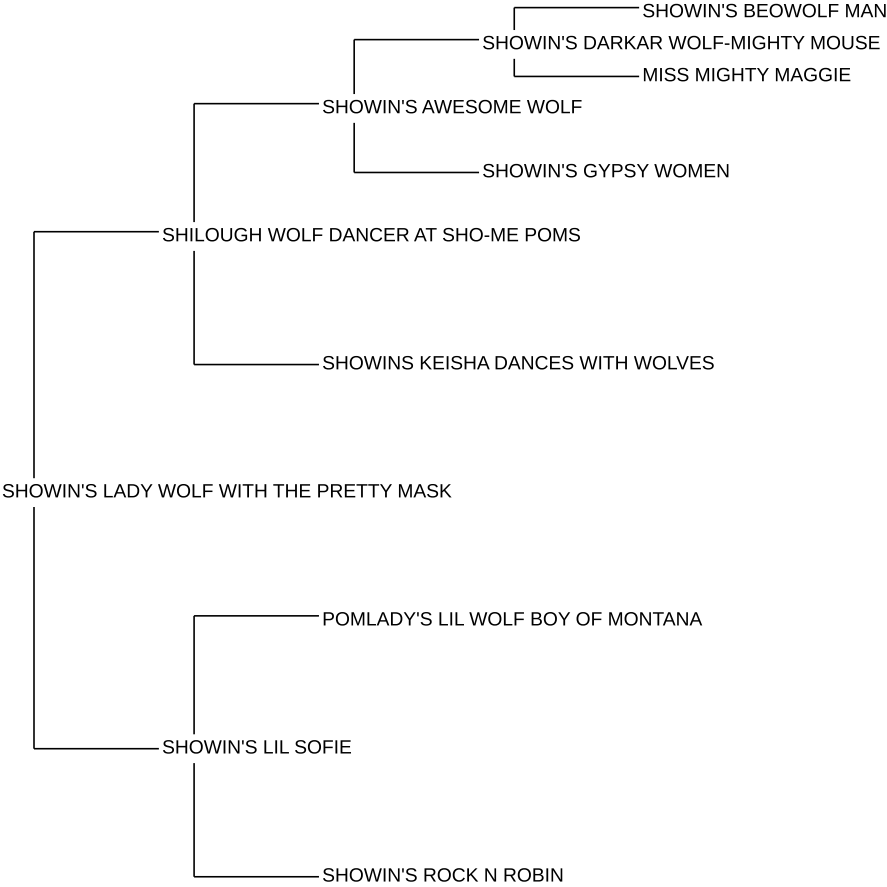 SHOWIN'S BEOWOLF MAN
SHOWIN'S DARKAR WOLF-MIGHTY MOUSE
MISS MIGHTY MAGGIE
SHOWIN'S AWESOME WOLF
SHOWIN'S GYPSY WOMEN
SHILOUGH WOLF DANCER AT SHO-ME POMS
SHOWINS KEISHA DANCES WITH WOLVES
SHOWIN'S LADY WOLF WITH THE PRETTY MASK
POMLADY'S LIL WOLF BOY OF MONTANA
SHOWIN'S LIL SOFIE
SHOWIN'S ROCK N ROBIN